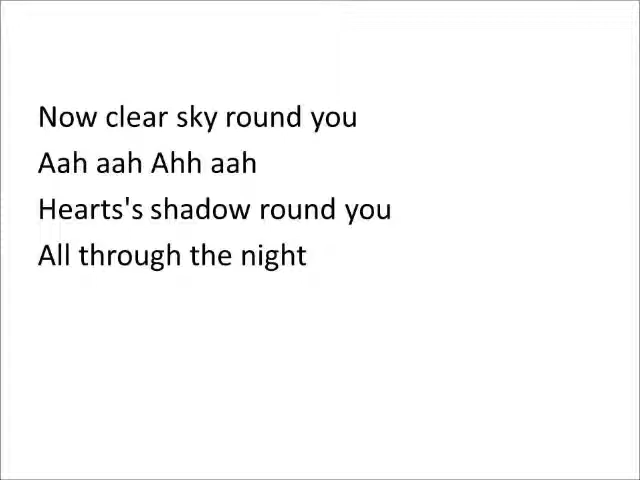 Now clear sky round you
Aah aah Ahh aah
Hearts's shadow round you
All through the night